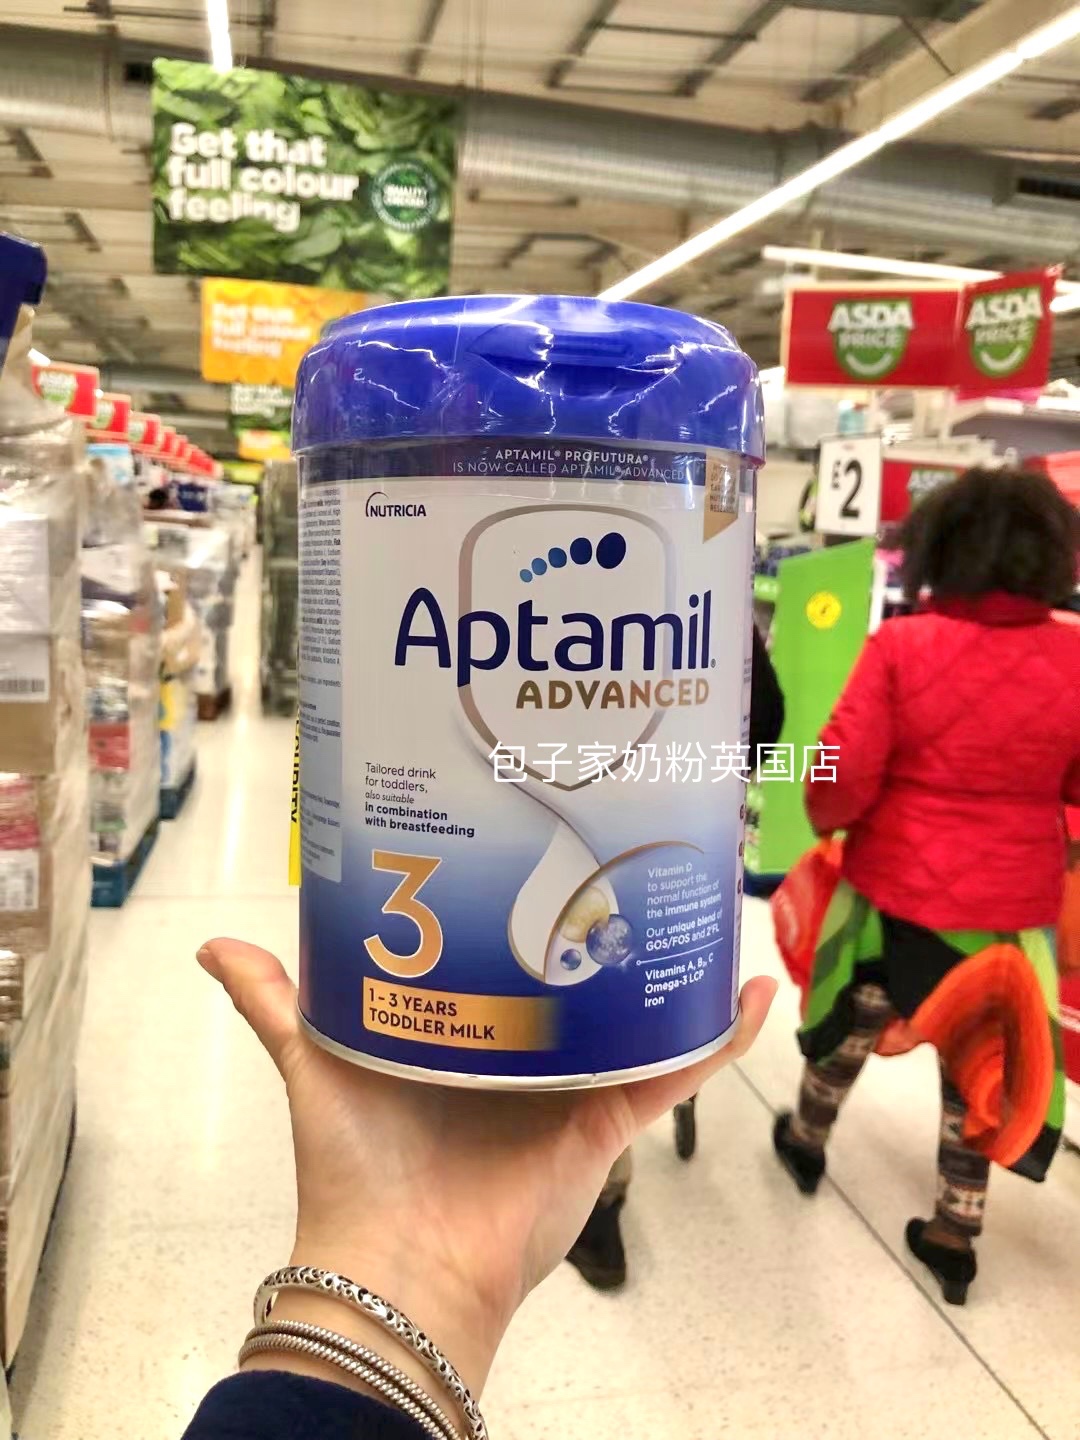 Get that
full colour
feeling
ASDA
PRICE
ASDA
PRICE
£2
APTAMIL® PROFUTURA®
IS NOW CALLED APTAMIL® ADVANCED
NUTRICIA
Aptamil
ADVANCED
包子家奶粉英国店
Tailored drink
for toddlers,
also suitable
in combination
with breastfeeding
3
1 - 3 YEARS
TODDLER MILK
Vitamin D
to support the
normal function of
the immune system
Our unique blend of
GOS/FOS and 2'FL
Vitamins A, B₂, C
Omega-3 LCP
Iron